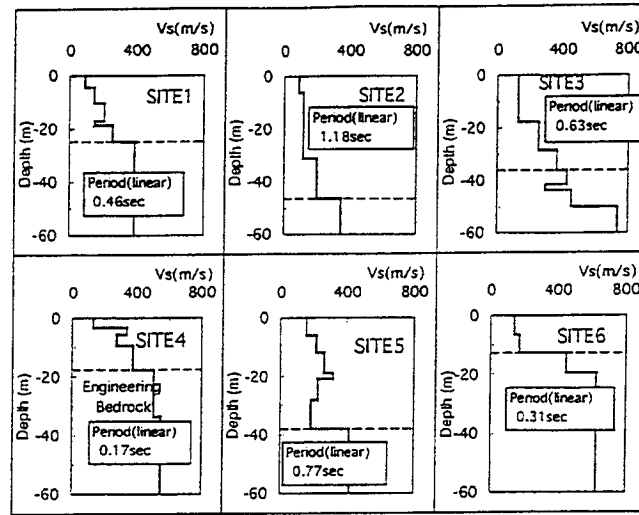 Vs(m/s)
0 400 800
SITE1
Depth (m)
0
-20
-40
-60
Period(linear)
0.46sec
Vs(m/s)
0 400 800
SITE2
Depth (m)
0
-20
-40
-60
Period(linear)
1.18sec
Vs(m/s)
0 400 800
SITE3
Depth (m)
0
-20
-40
-60
Period(linear)
0.63sec
Vs(m/s)
0 400 800
SITE4
Depth (m)
0
-20
-40
-60
Engineering
Bedrock
Period(linear)
0.17sec
Vs(m/s)
0 400 800
SITE5
Depth (m)
0
-20
-40
-60
Period(linear)
0.77sec
Vs(m/s)
0 400 800
SITE6
Depth (m)
0
-20
-40
-60
Period(linear)
0.31sec